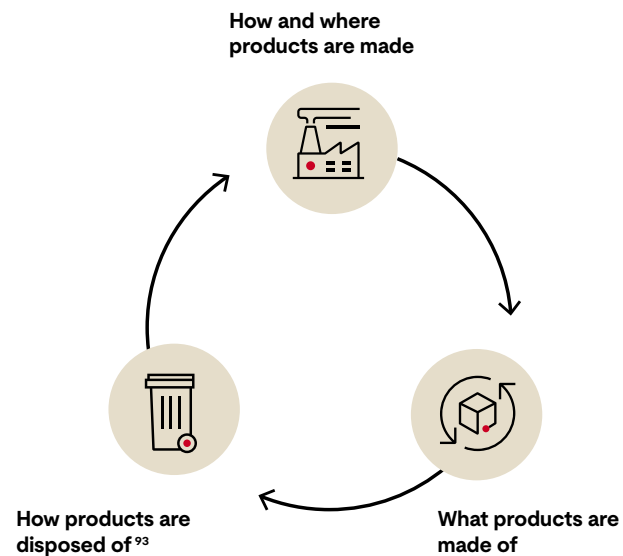 How and where
products are made
How products are
disposed of 93
What products are
made of